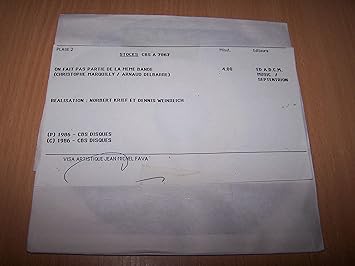 PLAGE 2 STOCKS CBS A 7067 Minut. Editeurs
ON FAIT PAS PARTIE DE LA MEME BANDE 4:00 ED A.D.C.M.
(CHRISTOPHE MARQUILLY / ARNAUD DELBARRE) MUSIC /
SEPTENTRION
REALISATION : NORBERT KRIEF ET DENNIS WEINREICH
(P) 1986 - CBS DISQUES
(C) 1986 - CBS DISQUES
VISA ARTISTIQUE JEAN MICHEL FAVA